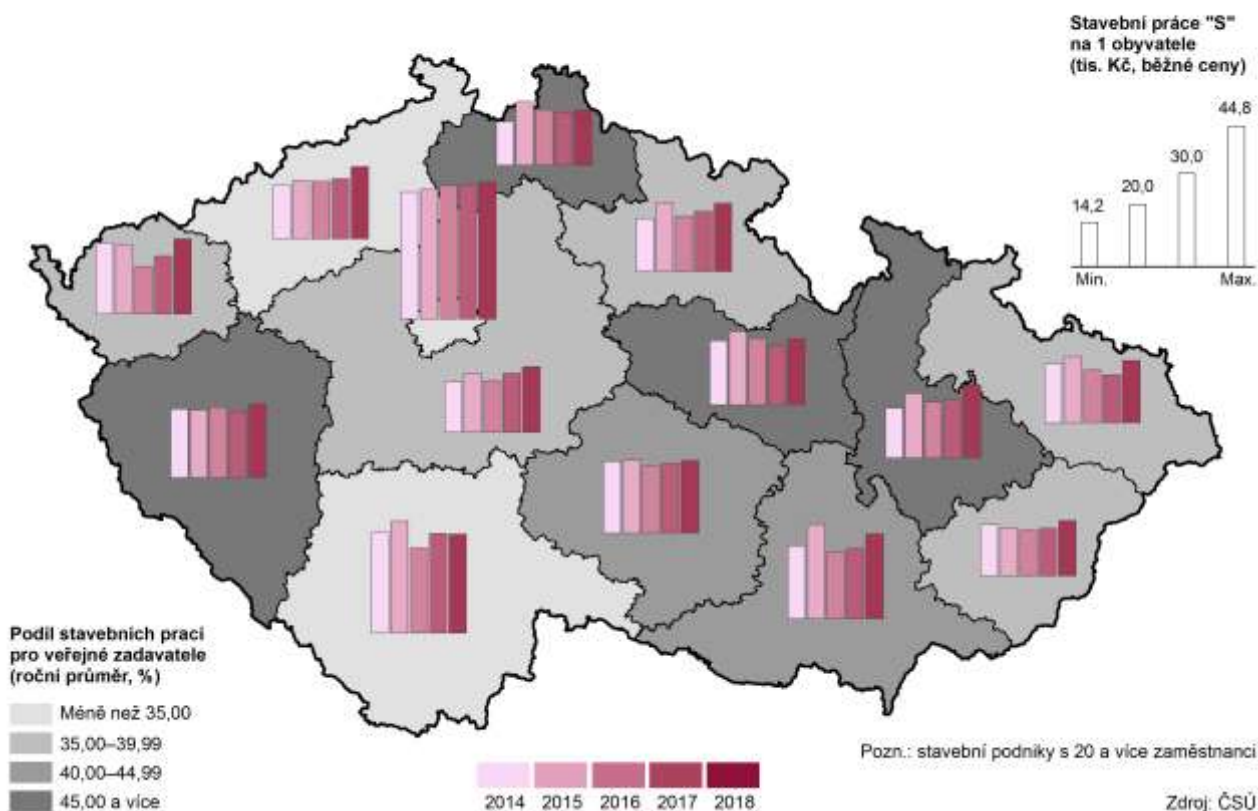 Stavební práce "S"
na 1 obyvatele
(tis. Kč, běžné ceny)
44,8
30,0
20,0
14,2
Min.
Max.
Podíl stavebních prací
pro veřejné zadavatele
(roční průměr, %)
Méně než 35,00
35,00–39,99
40,00–44,99
45,00 a více
2014 2015 2016 2017 2018
Pozn.: stavební podniky s 20 a více zaměstnanci
Zdroj: ČSÚ